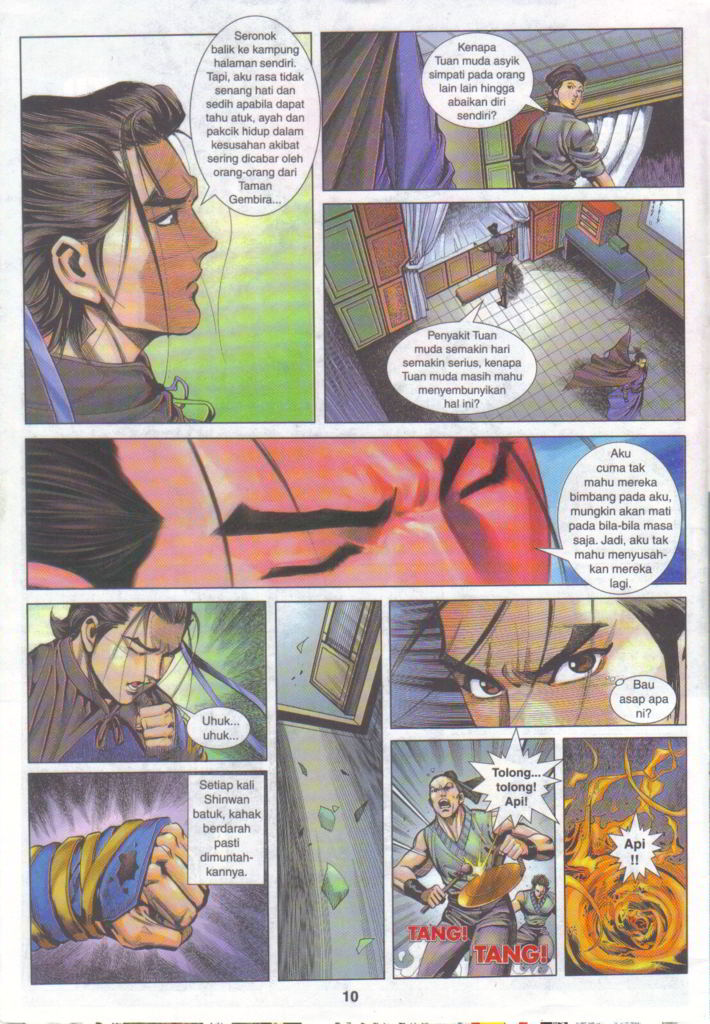 Seronok
balik ke kampung
halaman sendiri.
Tapi, aku rasa tidak
senang hati dan
sedih apabila dapat
tahu atuk, ayah dan
pakcik hidup dalam
kesusahan akibat
sering dicabar oleh
orang-orang dari
Taman
Gembira...
Kenapa
Tuan muda asyik
simpati pada orang
lain lain hingga
abaikan diri
sendiri?
Penyakit Tuan
muda semakin hari
semakin serius, kenapa
Tuan muda masih mahu
menyembunyikan
hal ini?
Aku
cuma tak
mahu mereka
bimbang pada aku,
mungkin akan mati
pada bila-bila masa
saja. Jadi, aku tak
mahu menyusah-
kan mereka
lagi.
Uhuk...
uhuk...
Setiap kali
Shinwan
batuk, kahak
berdarah
pasti
dimuntah-
kannya.
Bau
asap apa
ni?
Tolong...
tolong!
Api!
TANG!
TANG!
Api
!!
10